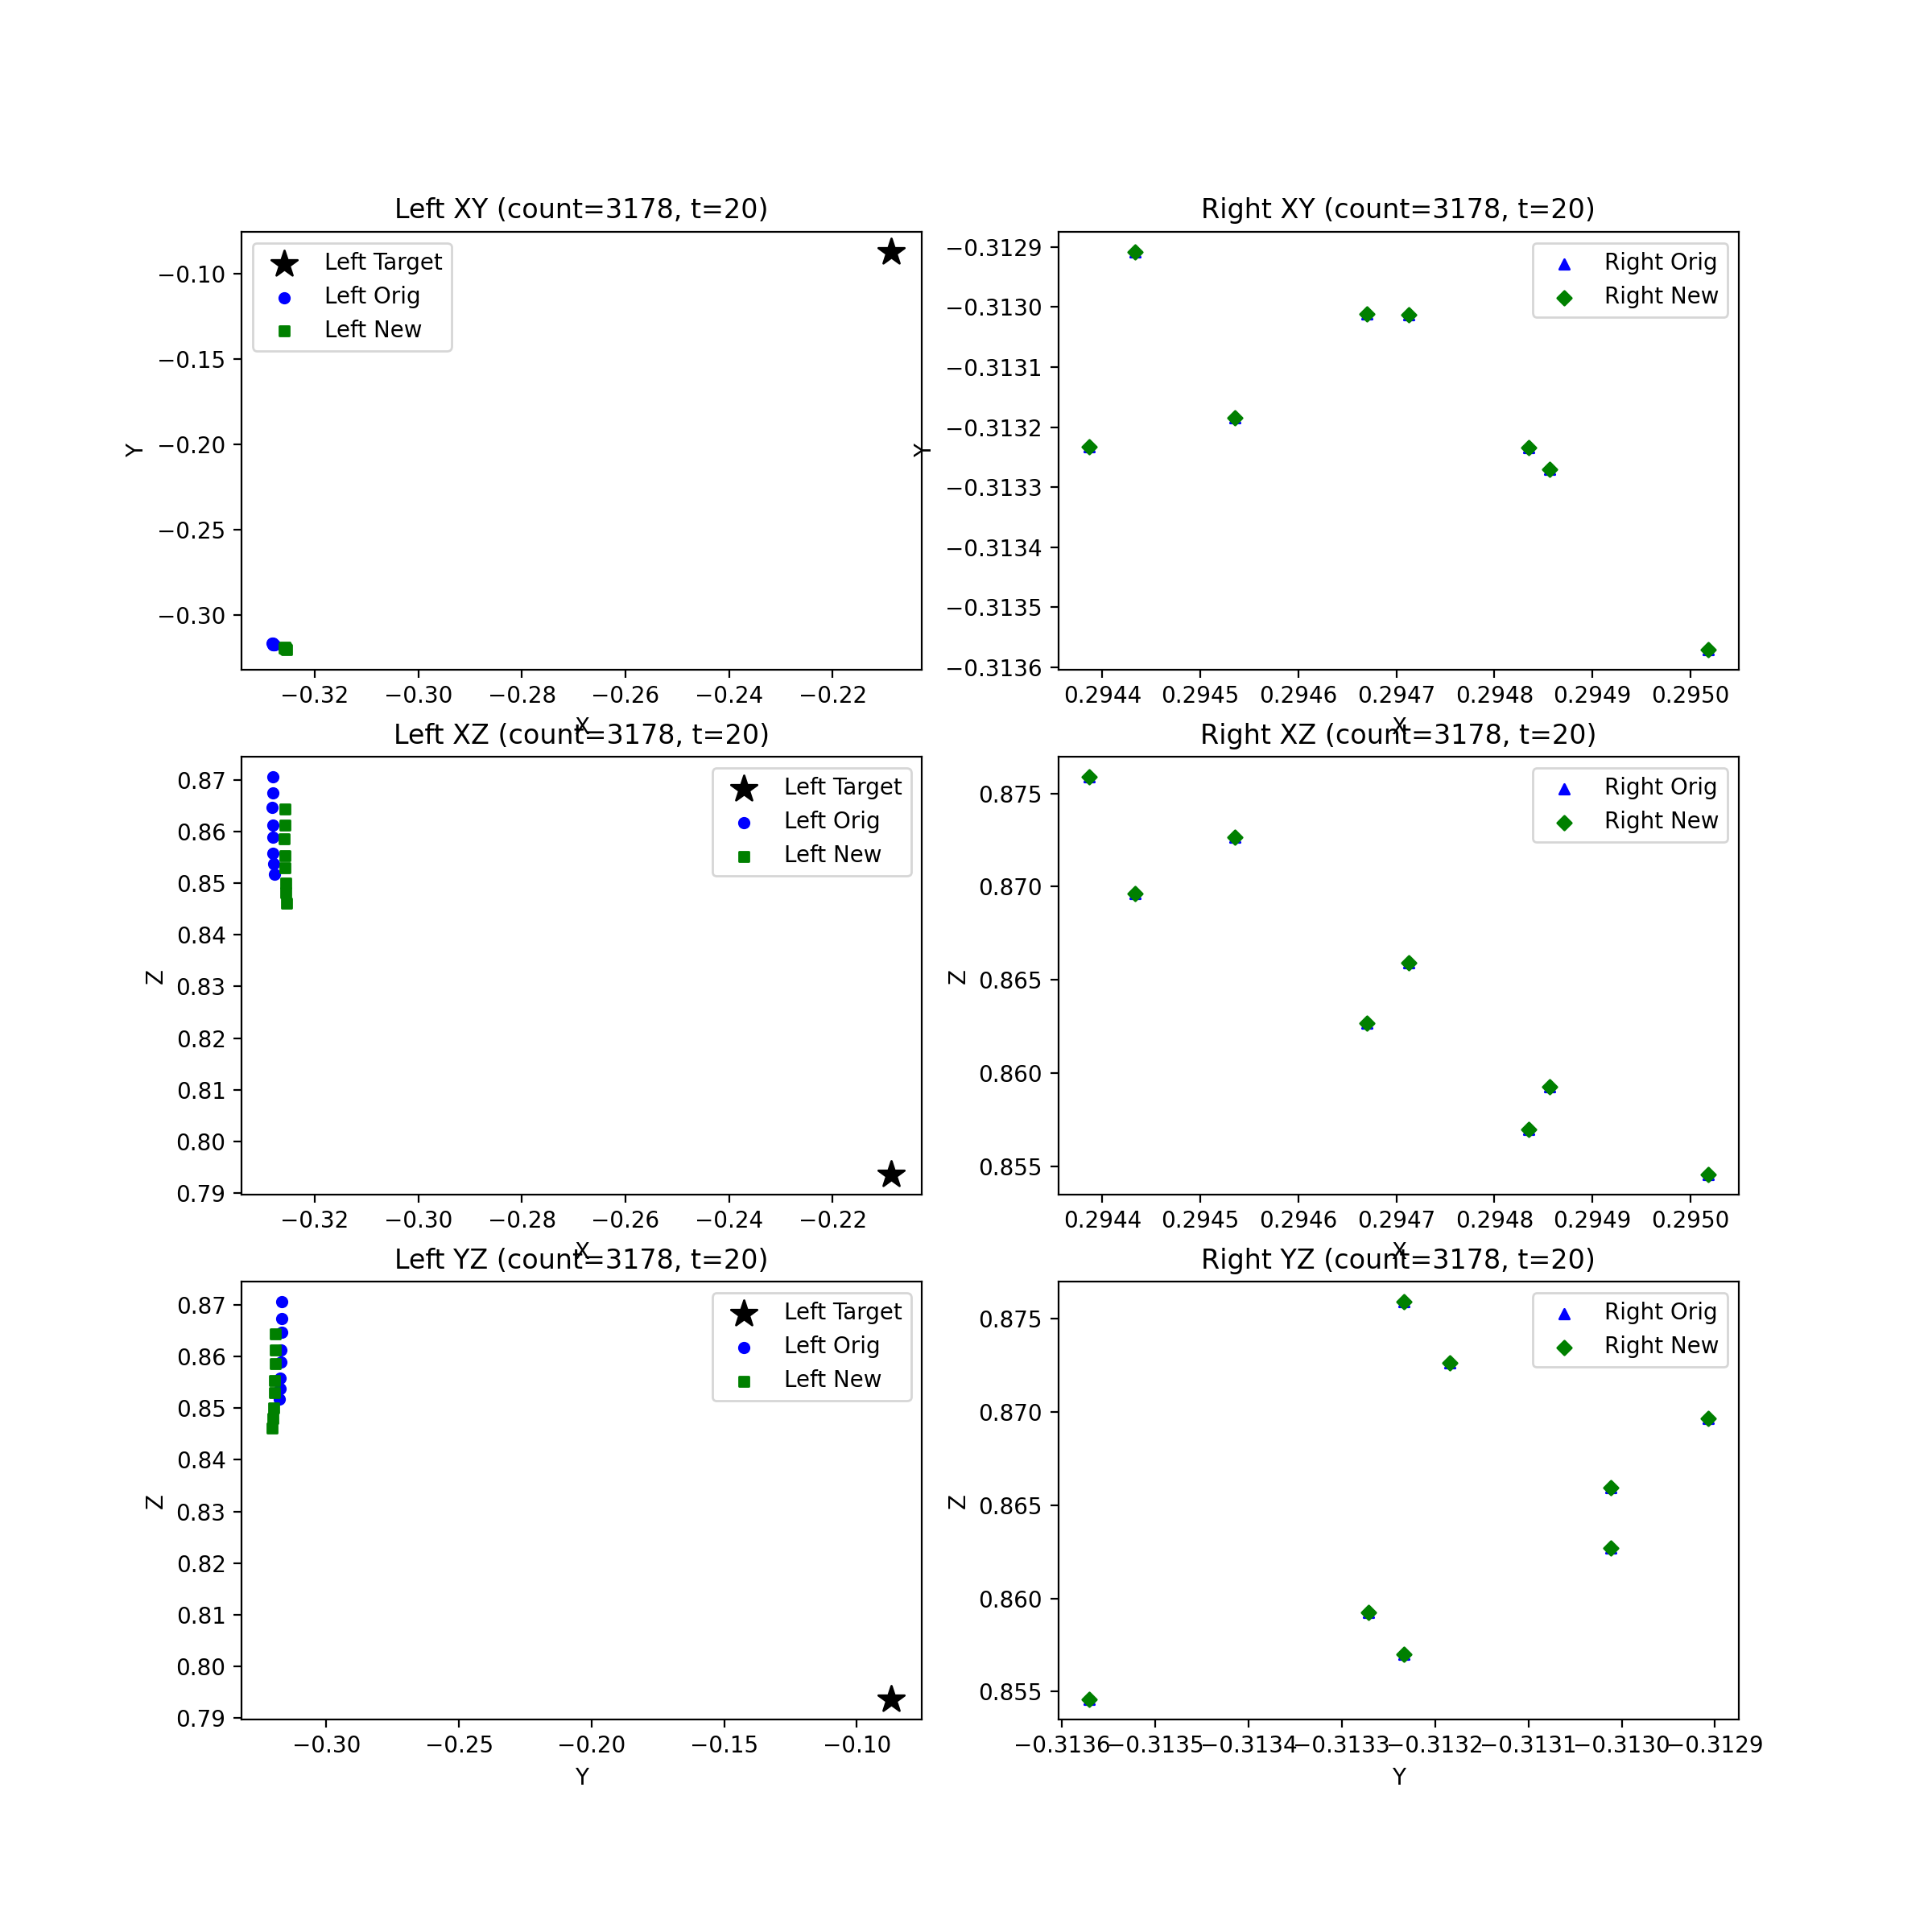 Left XY (count=3178, t=20)
Left Target
Left Orig
Left New
−0.10
−0.15
−0.20
−0.25
−0.30
Y
−0.32 −0.30 −0.28 −0.26 −0.24 −0.22
X
Right XY (count=3178, t=20)
Right Orig
Right New
−0.3129
−0.3130
−0.3131
−0.3132
−0.3133
−0.3134
−0.3135
−0.3136
Y
0.2944 0.2945 0.2946 0.2947 0.2948 0.2949 0.2950
X
Left XZ (count=3178, t=20)
Left Target
Left Orig
Left New
0.87
0.86
0.85
0.84
0.83
0.82
0.81
0.80
0.79
Z
−0.32 −0.30 −0.28 −0.26 −0.24 −0.22
X
Right XZ (count=3178, t=20)
Right Orig
Right New
0.875
0.870
0.865
0.860
0.855
Z
0.2944 0.2945 0.2946 0.2947 0.2948 0.2949 0.2950
X
Left YZ (count=3178, t=20)
Left Target
Left Orig
Left New
0.87
0.86
0.85
0.84
0.83
0.82
0.81
0.80
0.79
Z
−0.30 −0.25 −0.20 −0.15 −0.10
Y
Right YZ (count=3178, t=20)
Right Orig
Right New
0.875
0.870
0.865
0.860
0.855
Z
−0.3136 −0.3135 −0.3134 −0.3133 −0.3132 −0.3131 −0.3130 −0.3129
Y